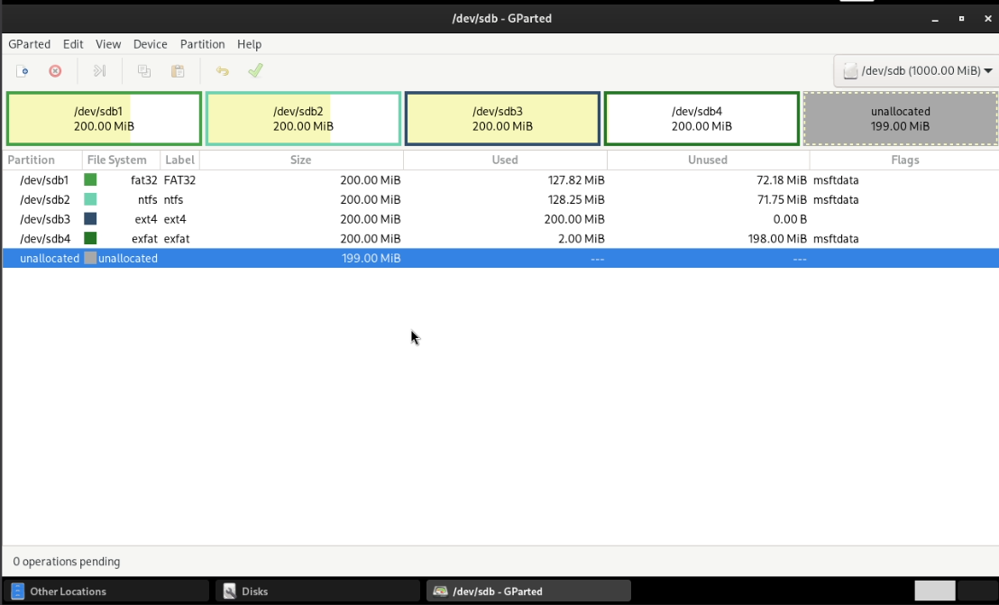 /dev/sdb - GParted
GParted Edit View Device Partition Help
/dev/sdb (1000.00 MiB)
/dev/sdb1
200.00 MiB
/dev/sdb2
200.00 MiB
/dev/sdb3
200.00 MiB
/dev/sdb4
200.00 MiB
unallocated
199.00 MiB
Partition File System Label Size Used Unused Flags
/dev/sdb1 fat32 FAT32 200.00 MiB 127.82 MiB 72.18 MiB msftdata
/dev/sdb2 ntfs ntfs 200.00 MiB 128.25 MiB 71.75 MiB msftdata
/dev/sdb3 ext4 ext4 200.00 MiB 200.00 MiB 0.00 B
/dev/sdb4 exfat exfat 200.00 MiB 2.00 MiB 198.00 MiB msftdata
unallocated unallocated 199.00 MiB --- ---
0 operations pending
Other Locations Disks /dev/sdb - GParted